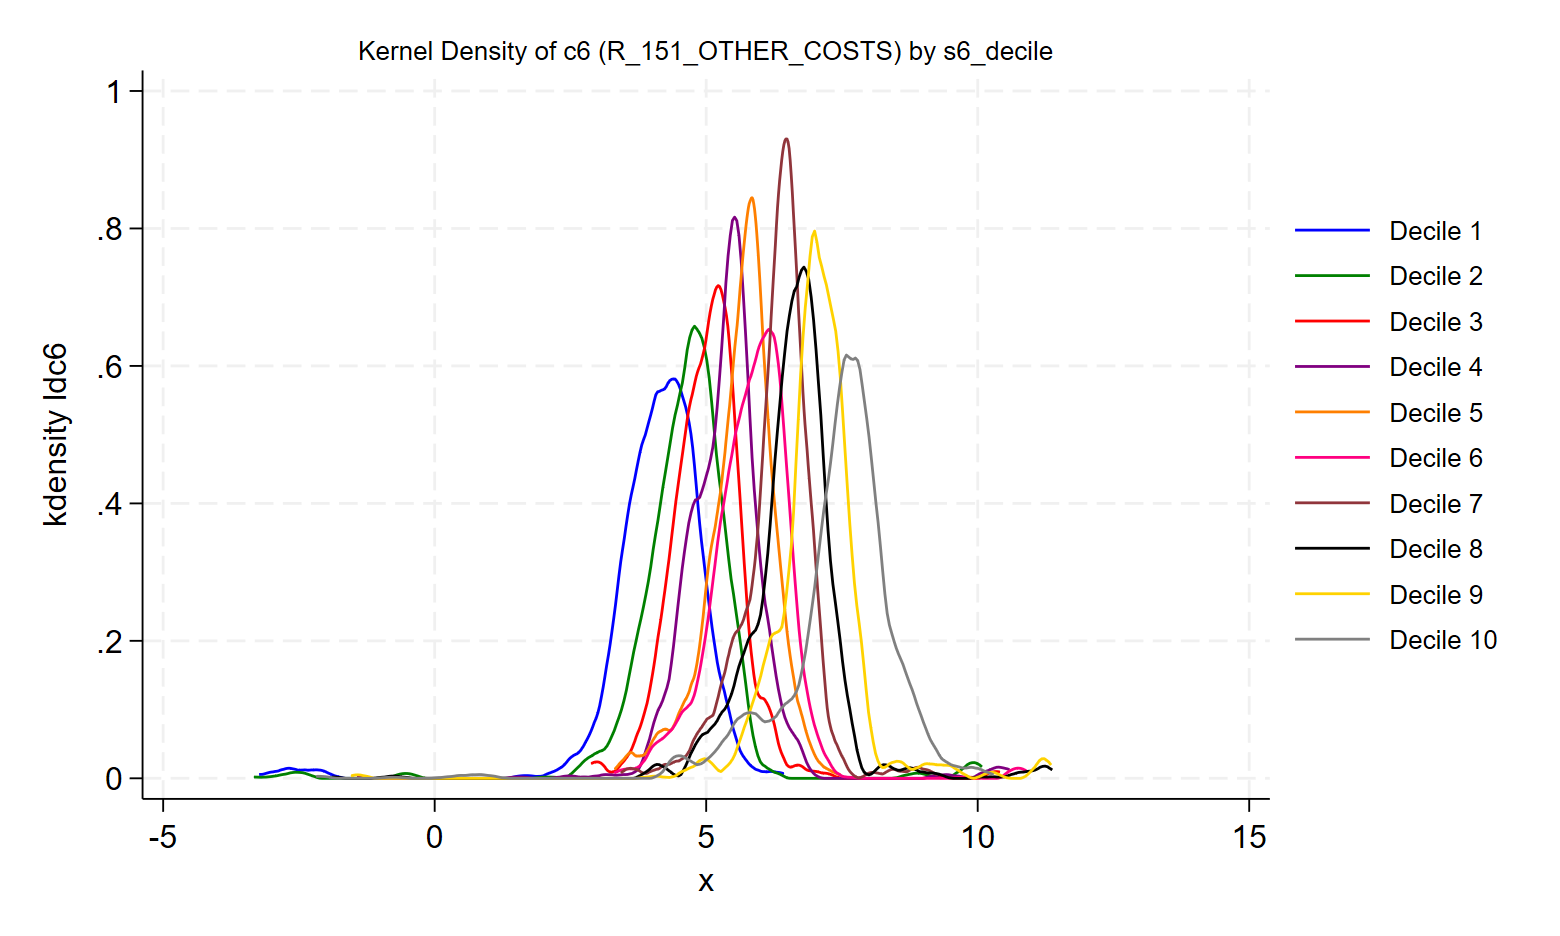 Kernel Density of c6 (R_151_OTHER_COSTS) by s6_decile
kdensity ldc6
1
.8
.6
.4
.2
0
-5 0 5 10 15
x
Decile 1
Decile 2
Decile 3
Decile 4
Decile 5
Decile 6
Decile 7
Decile 8
Decile 9
Decile 10